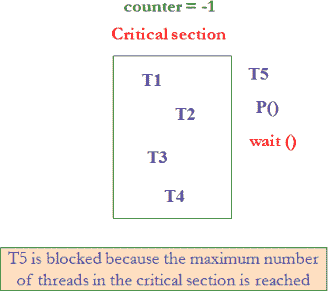 counter = -1
Critical section
T1
T5
T2
P()
wait ()
T3
T4
T5 is blocked because the maximum number
of threads in the critical section is reached